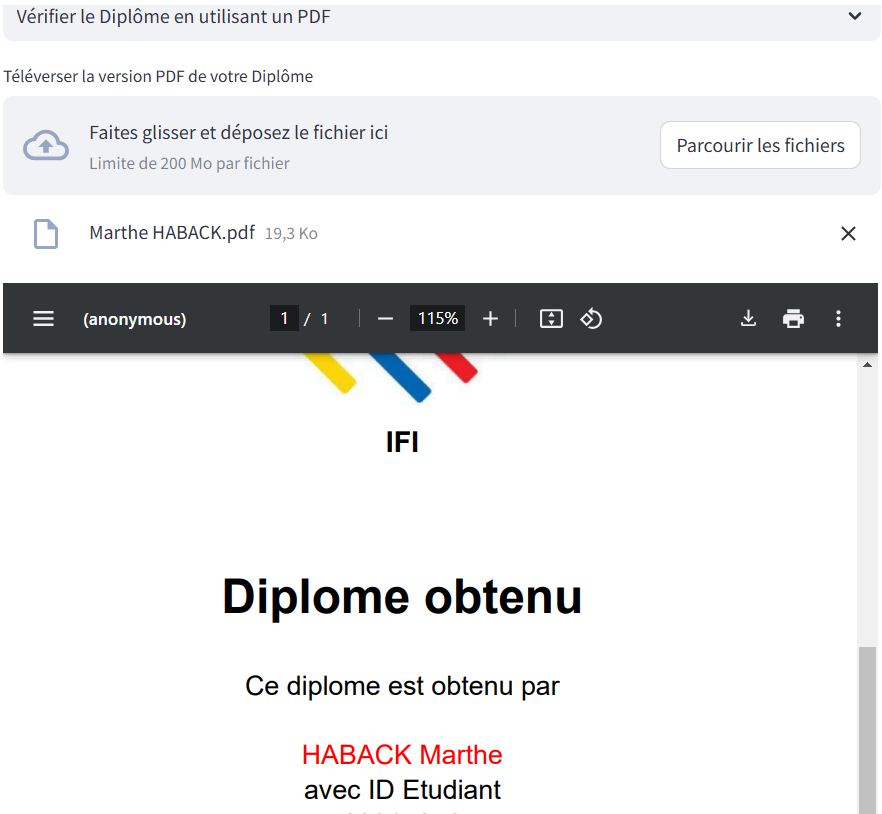 Vérifier le Diplôme en utilisant un PDF
Téléverser la version PDF de votre Diplôme
Faites glisser et déposez le fichier ici
Limite de 200 Mo par fichier
Parcourir les fichiers
Marthe HABACK.pdf 19,3 Ko
(anonymous) 1 / 1 115%
IFI
Diplome obtenu
Ce diplome est obtenu par
HABACK Marthe
avec ID Etudiant